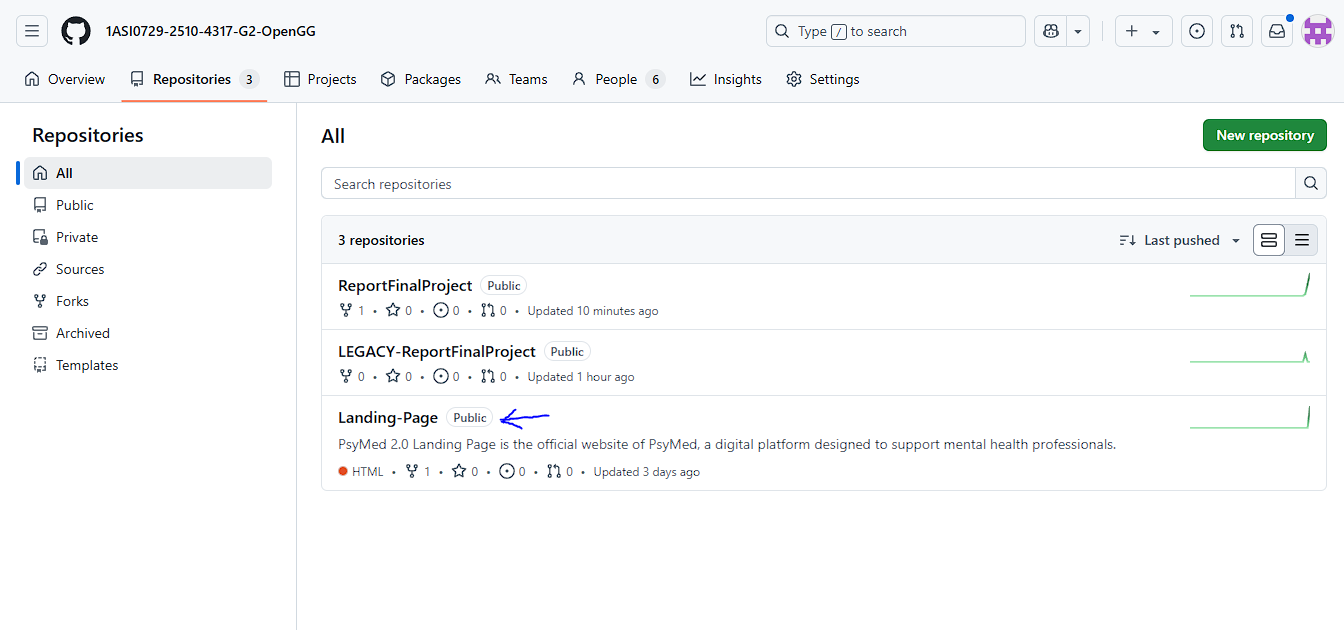 1ASI0729-2510-4317-G2-OpenGG
Type / to search
Overview
Repositories 3
Projects
Packages
Teams
People 6
Insights
Settings
Repositories
All
Public
Private
Sources
Forks
Archived
Templates
All
New repository
Search repositories
3 repositories
Last pushed
ReportFinalProject Public
1 • 0 • 0 • 0 • Updated 10 minutes ago
LEGACY-ReportFinalProject Public
0 • 0 • 0 • 0 • Updated 1 hour ago
Landing-Page Public
PsyMed 2.0 Landing Page is the official website of PsyMed, a digital platform designed to support mental health professionals.
HTML • 1 • 0 • 0 • 0 • Updated 3 days ago